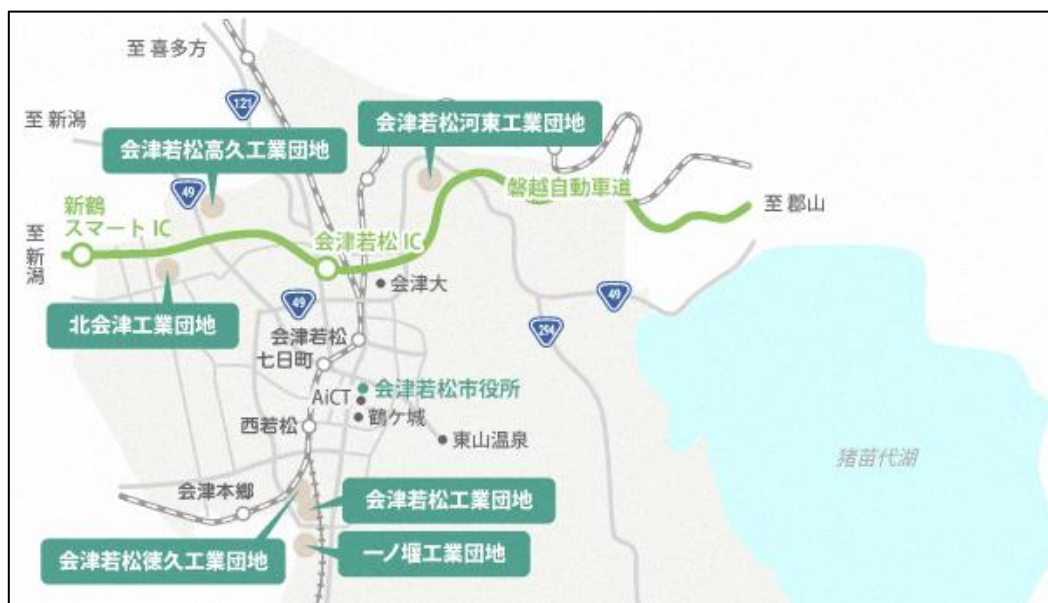 至 喜多方
121
至 新潟
会津若松高久工業団地
会津若松河東工業団地
49
新鶴
スマート IC
磐越自動車道
至 郡山
至 新潟
会津若松 IC
会津大
北会津工業団地
49
49
294
会津若松
七日町
会津若松市役所
AiCT
鶴ケ城
西若松
東山温泉
猪苗代湖
会津本郷
会津若松工業団地
会津若松徳久工業団地
一ノ堰工業団地